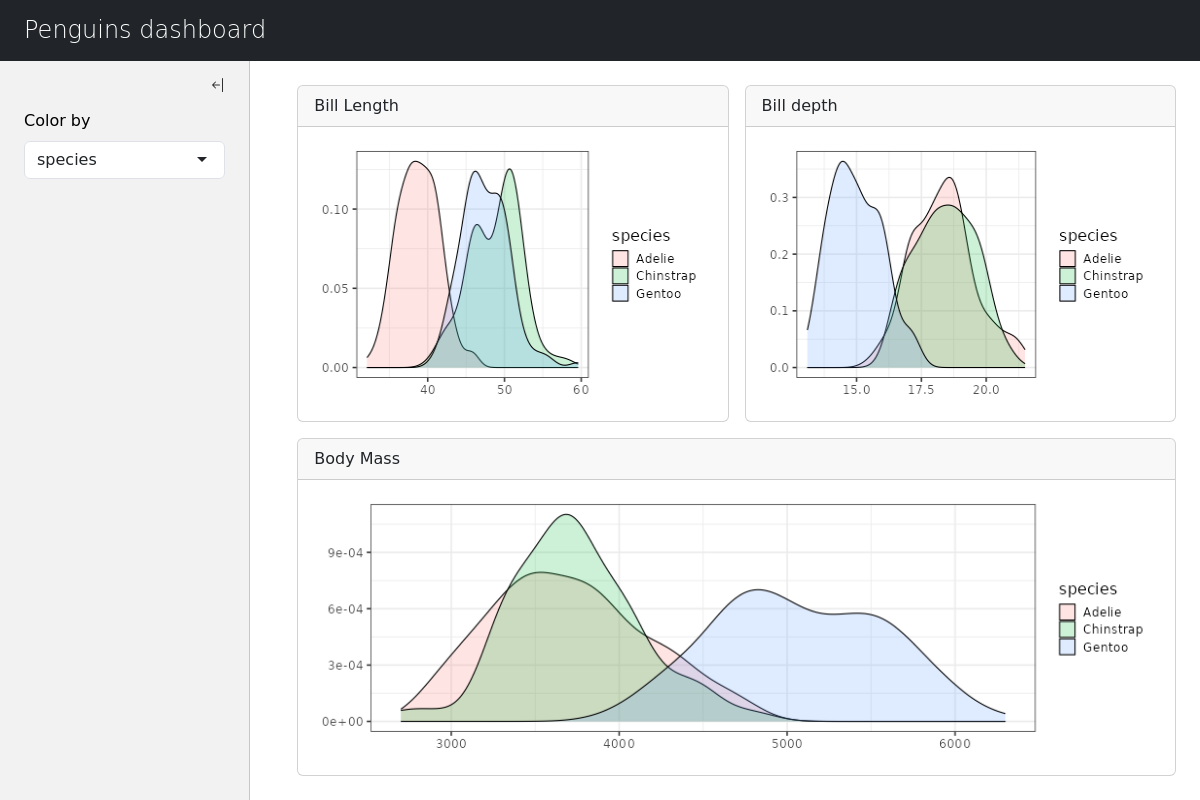 Penguins dashboard
Color by
species
Bill Length
0.10
0.05
0.00
40 50 60
species
Adelie
Chinstrap
Gentoo
Bill depth
0.3
0.2
0.1
0.0
15.0 17.5 20.0
species
Adelie
Chinstrap
Gentoo
Body Mass
9e-04
6e-04
3e-04
0e+00
3000 4000 5000 6000
species
Adelie
Chinstrap
Gentoo